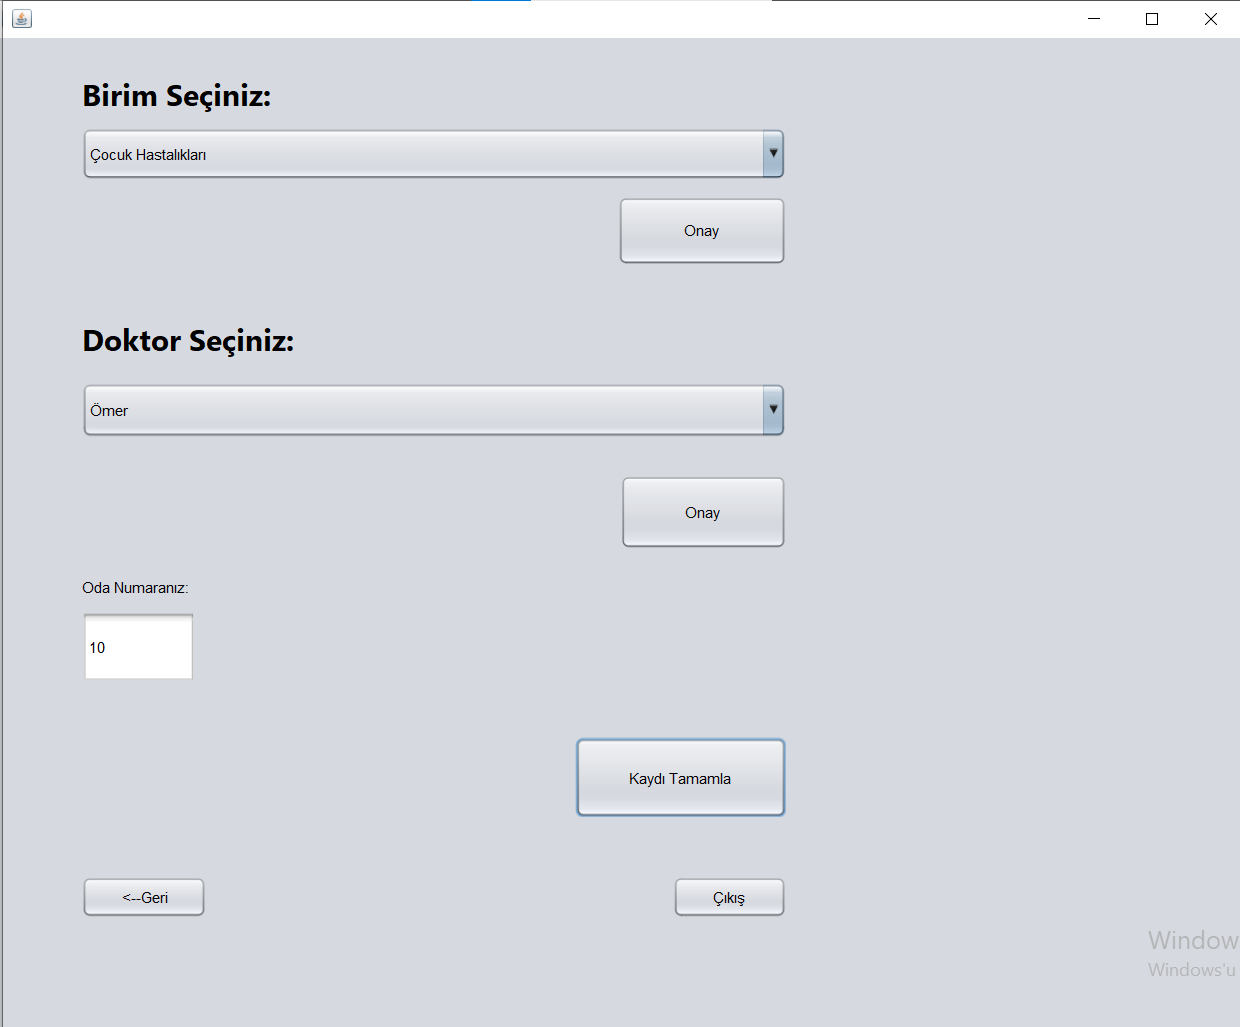 Birim Seçiniz:
Çocuk Hastalıkları
Onay
Doktor Seçiniz:
Ömer
Onay
Oda Numaranız:
10
Kaydı Tamamla
<--Geri
Çıkış
Window
Windows'u